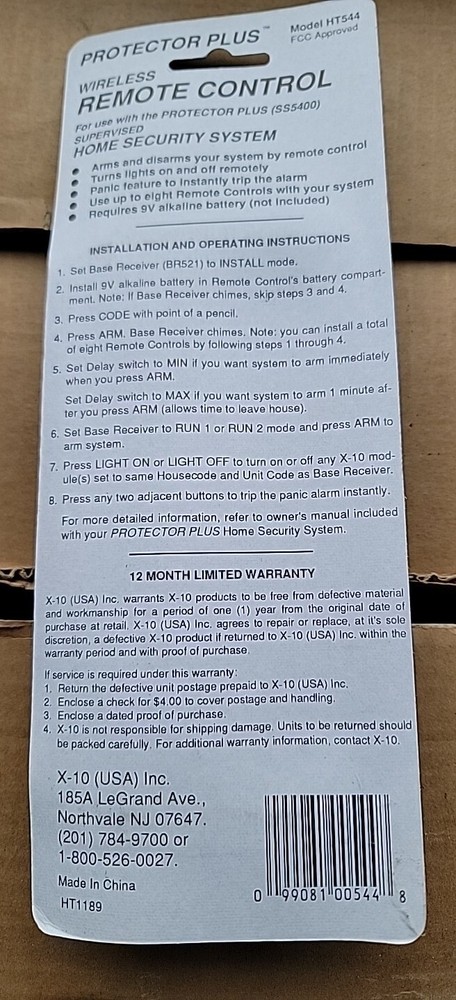 PROTECTOR PLUS™
Model HT544
FCC Approved
WIRELESS
REMOTE CONTROL
For use with the PROTECTOR PLUS (SS5400)
SUPERVISED
HOME SECURITY SYSTEM
● Arms and disarms your system by remote control
● Turns lights on and off remotely
● Panic feature to instantly trip the alarm
● Use up to eight Remote Controls with your system
● Requires 9V alkaline battery (not included)
INSTALLATION AND OPERATING INSTRUCTIONS
1. Set Base Receiver (BR521) to INSTALL mode.
2. Install 9V alkaline battery in Remote Control's battery compart-
ment. Note: If Base Receiver chimes, skip steps 3 and 4.
3. Press CODE with point of a pencil.
4. Press ARM. Base Receiver chimes. Note: you can install a total
of eight Remote Controls by following steps 1 through 4.
5. Set Delay switch to MIN if you want system to arm immediately
when you press ARM.
Set Delay switch to MAX if you want system to arm 1 minute af-
ter you press ARM (allows time to leave house).
6. Set Base Receiver to RUN 1 or RUN 2 mode and press ARM to
arm system.
7. Press LIGHT ON or LIGHT OFF to turn on or off any X-10 mod-
ule(s) set to same Housecode and Unit Code as Base Receiver.
8. Press any two adjacent buttons to trip the panic alarm instantly.
For more detailed information, refer to owner's manual included
with your PROTECTOR PLUS Home Security System.
12 MONTH LIMITED WARRANTY
X-10 (USA) Inc. warrants X-10 products to be free from defective material
and workmanship for a period of one (1) year from the original date of
purchase at retail. X-10 (USA) Inc. agrees to repair or replace, at it's sole
discretion, a defective X-10 product if returned to X-10 (USA) Inc. within the
warranty period and with proof of purchase.
If service is required under this warranty:
1. Return the defective unit postage prepaid to X-10 (USA) Inc.
2. Enclose a check for $4.00 to cover postage and handling.
3. Enclose a dated proof of purchase.
4. X-10 is not responsible for shipping damage. Units to be returned should
be packed carefully. For additional warranty information, contact X-10.
X-10 (USA) Inc.
185A LeGrand Ave.,
Northvale NJ 07647.
(201) 784-9700 or
1-800-526-0027.
Made In China
HT1189
0 99081 00544 8